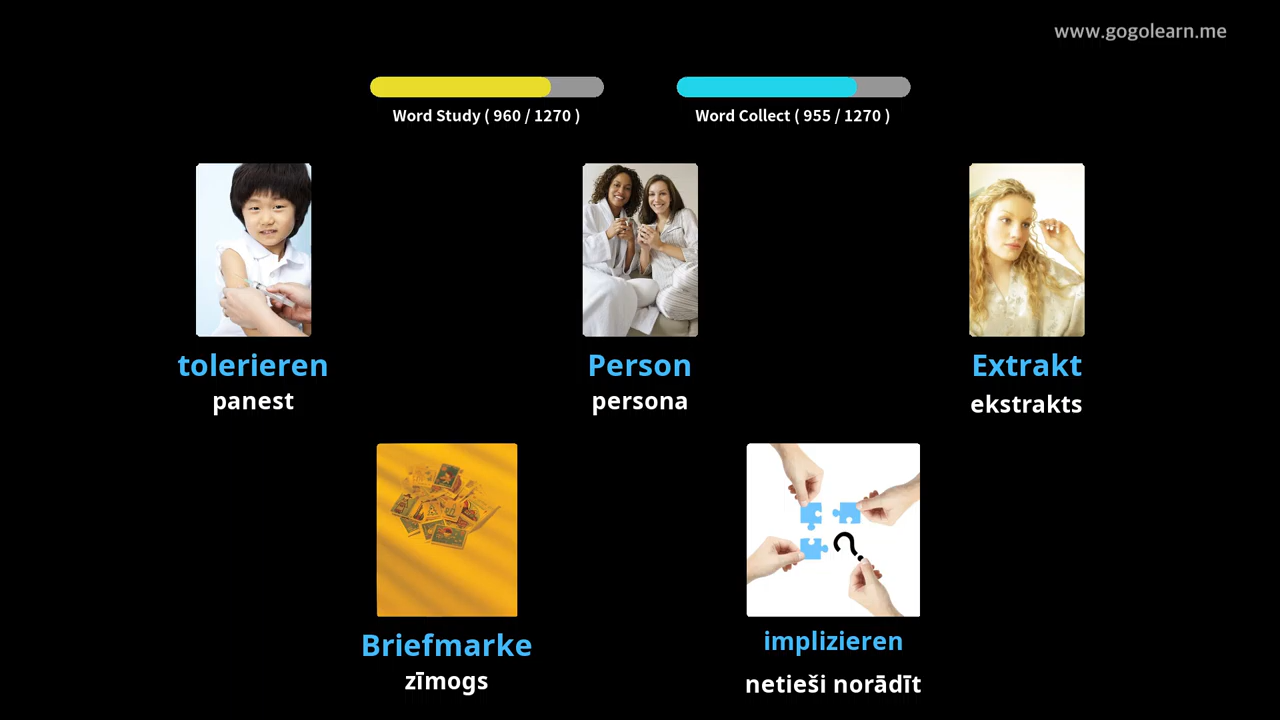 www.gogolearn.me
Word Study ( 960 / 1270 )
Word Collect ( 955 / 1270 )
tolerieren
panest
Person
persona
Extrakt
ekstrakts
Briefmarke
zīmogs
implizieren
netieši norādīt